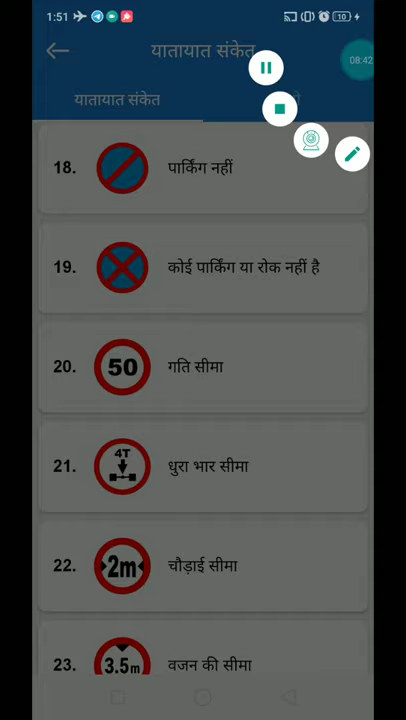 1:51
10
यातायात संकेत
08:42
यातायात संकेत
18. पार्किंग नहीं
19. कोई पार्किंग या रोक नहीं है
20. 50 गति सीमा
21. 4T धुरा भार सीमा
22. 2m चौड़ाई सीमा
23. 3.5m वजन की सीमा